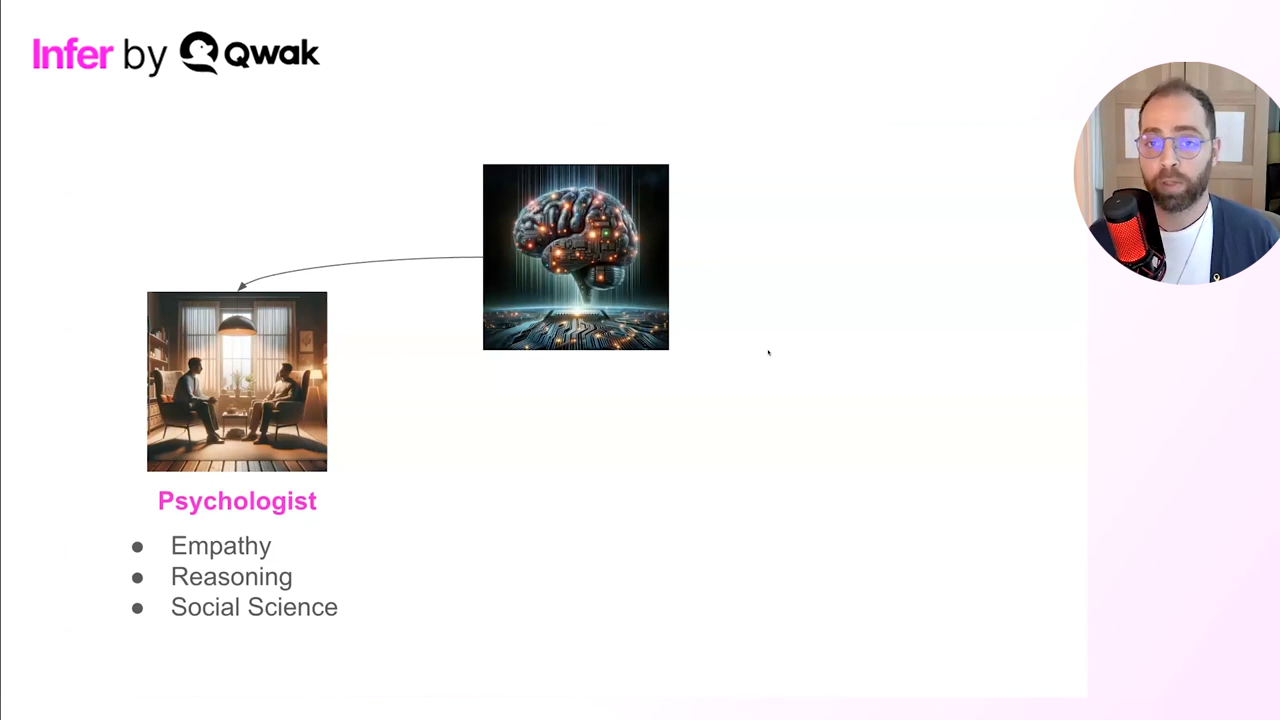 Infer by Qwak
Psychologist
● Empathy
● Reasoning
● Social Science